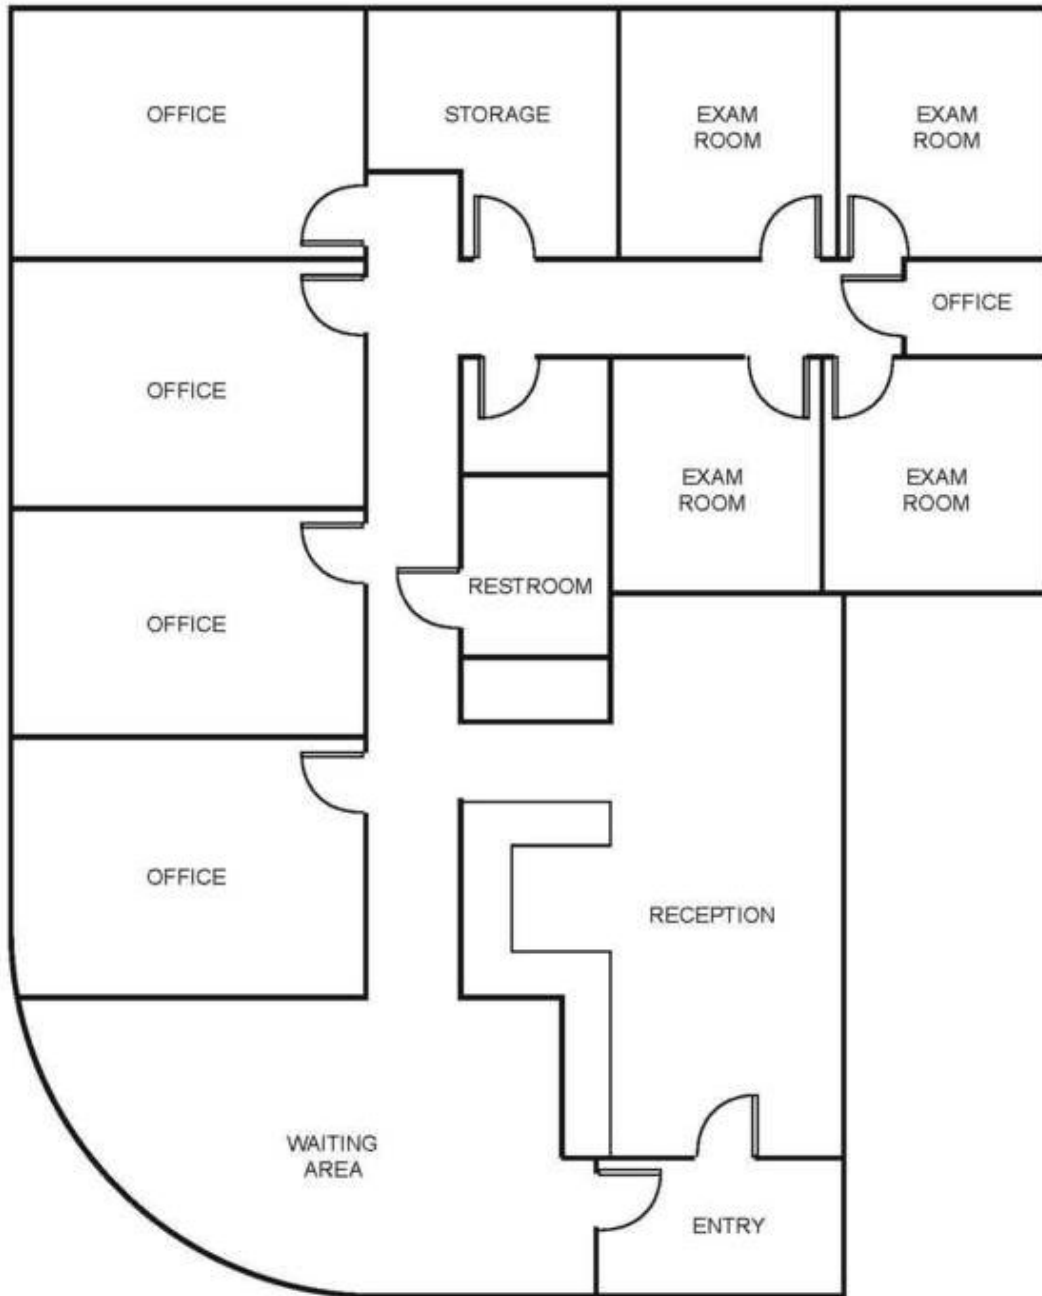 OFFICE
STORAGE
EXAM
ROOM
EXAM
ROOM
OFFICE
OFFICE
EXAM
ROOM
EXAM
ROOM
OFFICE
RESTROOM
OFFICE
RECEPTION
WAITING
AREA
ENTRY